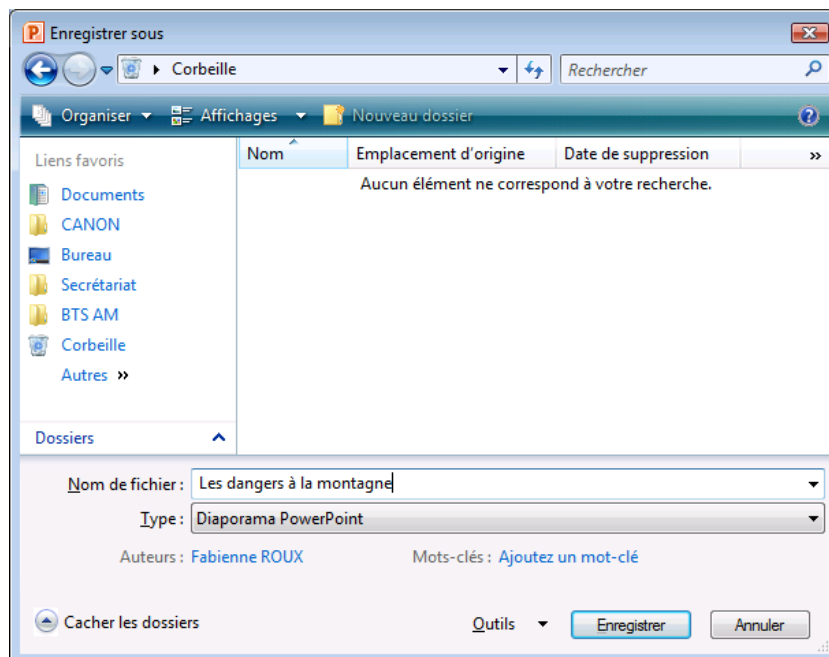 Enregistrer sous
Corbeille
Rechercher
Organiser
Affichages
Nouveau dossier
Liens favoris
Documents
CANON
Bureau
Secrétariat
BTS AM
Corbeille
Autres »
Dossiers
Nom
Emplacement d'origine
Date de suppression
»
Aucun élément ne correspond à votre recherche.
Nom de fichier : Les dangers à la montagne
Type : Diaporama PowerPoint
Auteurs : Fabienne ROUX
Mots-clés : Ajoutez un mot-clé
Cacher les dossiers
Outils
Enregistrer
Annuler